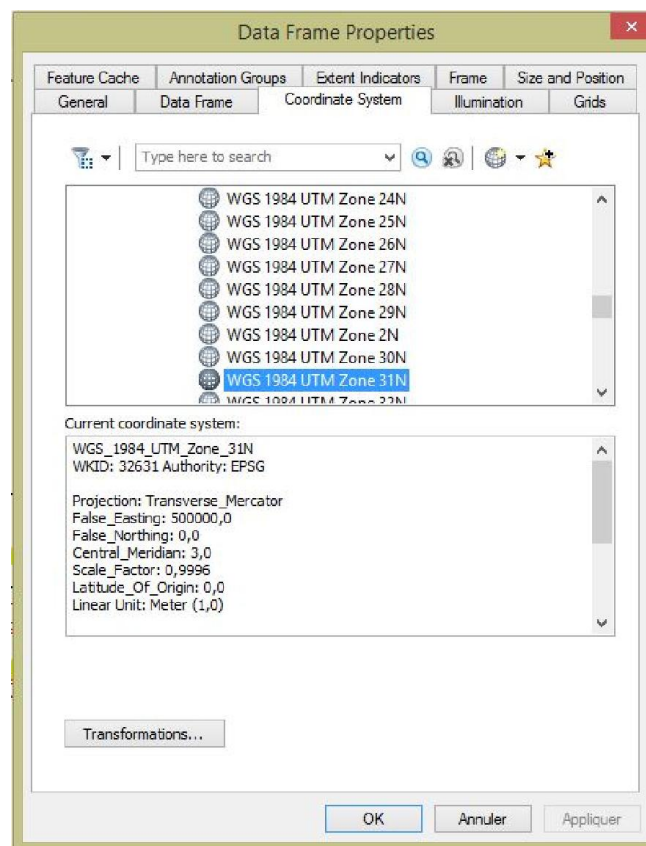 Data Frame Properties
Feature Cache Annotation Groups Extent Indicators Frame Size and Position
General Data Frame Coordinate System Illumination Grids
Type here to search
WGS 1984 UTM Zone 24N
WGS 1984 UTM Zone 25N
WGS 1984 UTM Zone 26N
WGS 1984 UTM Zone 27N
WGS 1984 UTM Zone 28N
WGS 1984 UTM Zone 29N
WGS 1984 UTM Zone 2N
WGS 1984 UTM Zone 30N
WGS 1984 UTM Zone 31N
WGS 1984 UTM Zone 32N
Current coordinate system:
WGS_1984_UTM_Zone_31N
WKID: 32631 Authority: EPSG
Projection: Transverse_Mercator
False_Easting: 500000,0
False_Northing: 0,0
Central_Meridian: 3,0
Scale_Factor: 0,9996
Latitude_Of_Origin: 0,0
Linear Unit: Meter (1,0)
Transformations...
OK Annuler Appliquer